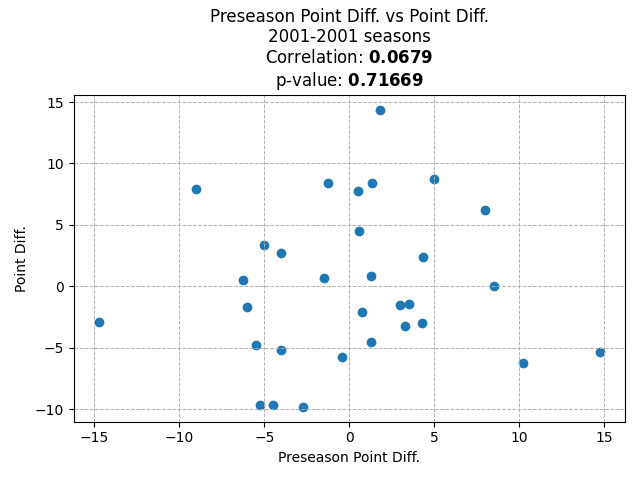 Preseason Point Diff. vs Point Diff.
2001-2001 seasons
Correlation: 0.0679
p-value: 0.71669
15
10
5
0
−5
−10
Point Diff.
−15
−10
−5
0
5
10
15
Preseason Point Diff.